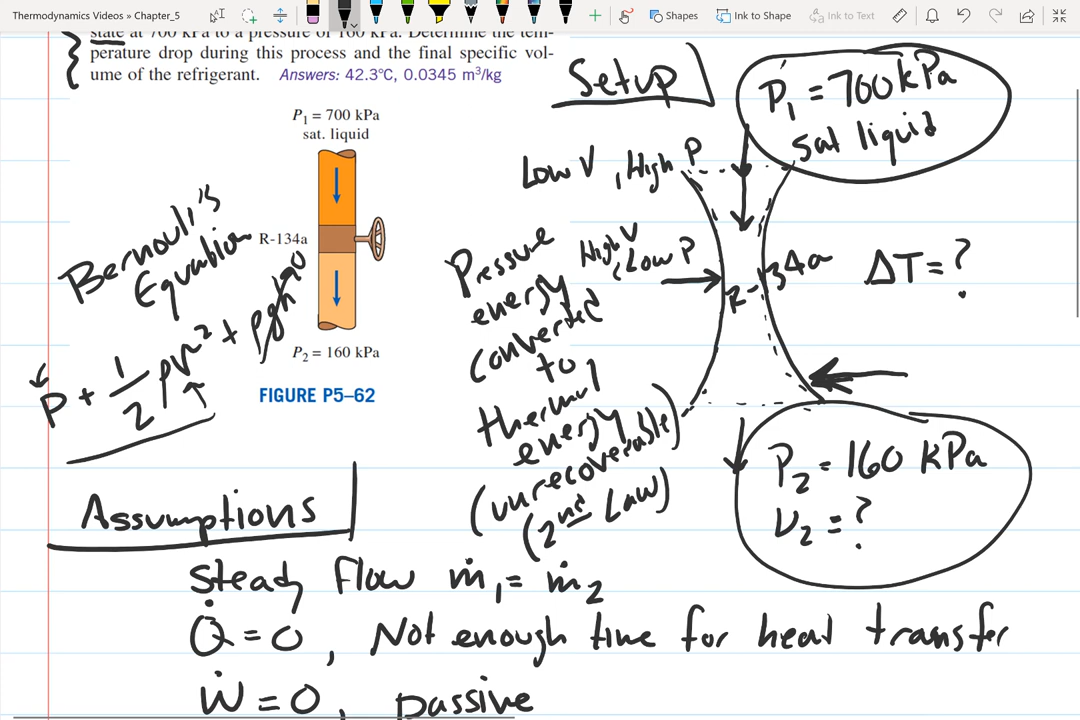 Thermodynamics Videos » Chapter_5
Shapes
Ink to Shape
Ink to Text
state at 700 kPa to a pressure of 160 kPa. Determine the tem-
perature drop during this process and the final specific vol-
ume of the refrigerant. Answers: 42.3°C, 0.0345 m³/kg
P₁ = 700 kPa
sat. liquid
R-134a
P₂ = 160 kPa
FIGURE P5–62
Bernouli's
Equation
P + 1/2 ρV² + ρgh
Setup
P₁ = 700 kPa
sat liquid
Low V, High P
High V
, Low P
R-134a
ΔT = ?
Pressure
energy
converted
to
thermal
energy
(unrecoverable)
(2nd Law)
P₂ = 160 kPa
V₂ = ?
Assumptions
Steady Flow ṁ₁ = ṁ₂
Q̇ = 0, Not enough time for heat transfer
Ẇ = 0, passive